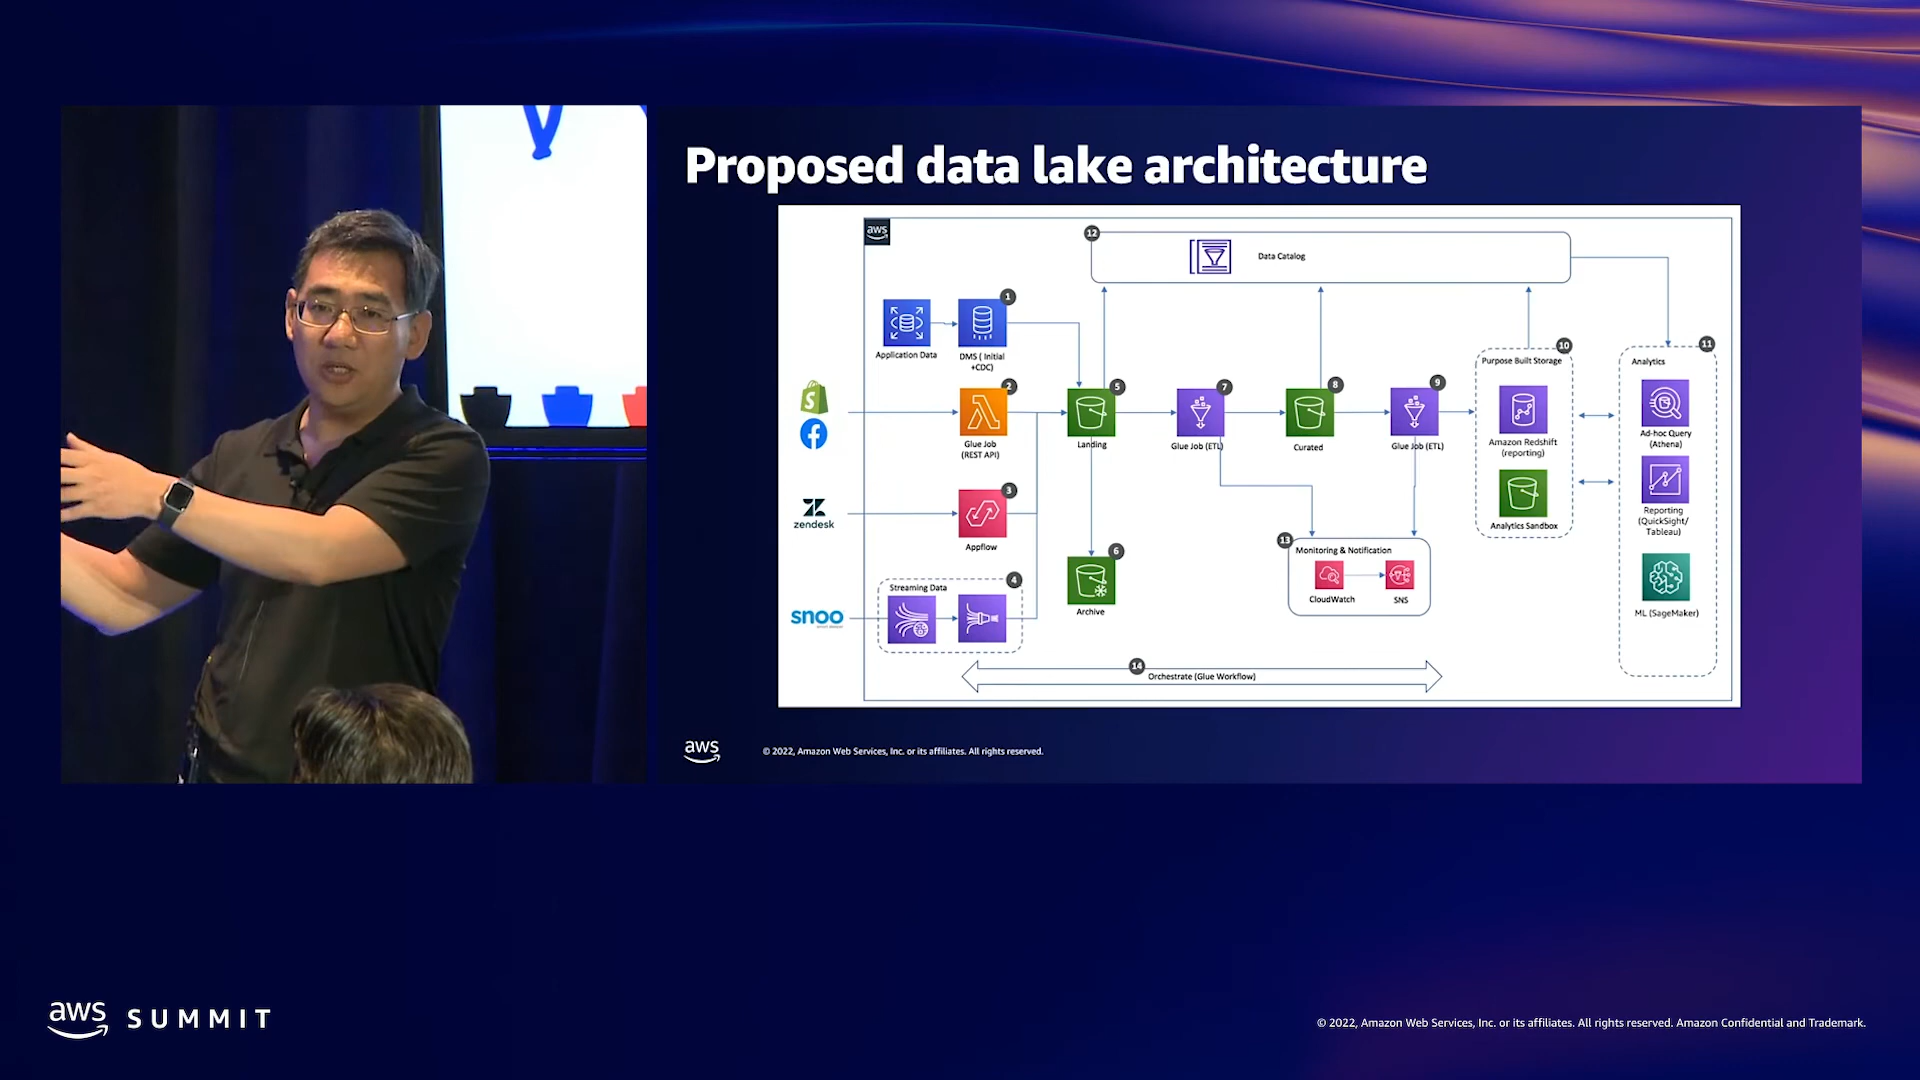 Proposed data lake architecture
aws
12
Data Catalog
1
Application Data
DMS ( Initial
+CDC)
2
Glue Job
(REST API)
zendesk
3
Appflow
snoo
Streaming Data
4
5
Landing
6
Archive
7
Glue Job (ETL)
8
Curated
9
Glue Job (ETL)
10
Purpose Built Storage
Amazon Redshift
(reporting)
Analytics Sandbox
11
Analytics
Ad-hoc Query
(Athena)
Reporting
(QuickSight/
Tableau)
ML (SageMaker)
13
Monitoring & Notification
CloudWatch
SNS
14
Orchestrate (Glue Workflow)
aws
© 2022, Amazon Web Services, Inc. or its affiliates. All rights reserved.
aws SUMMIT
© 2022, Amazon Web Services, Inc. or its affiliates. All rights reserved. Amazon Confidential and Trademark.